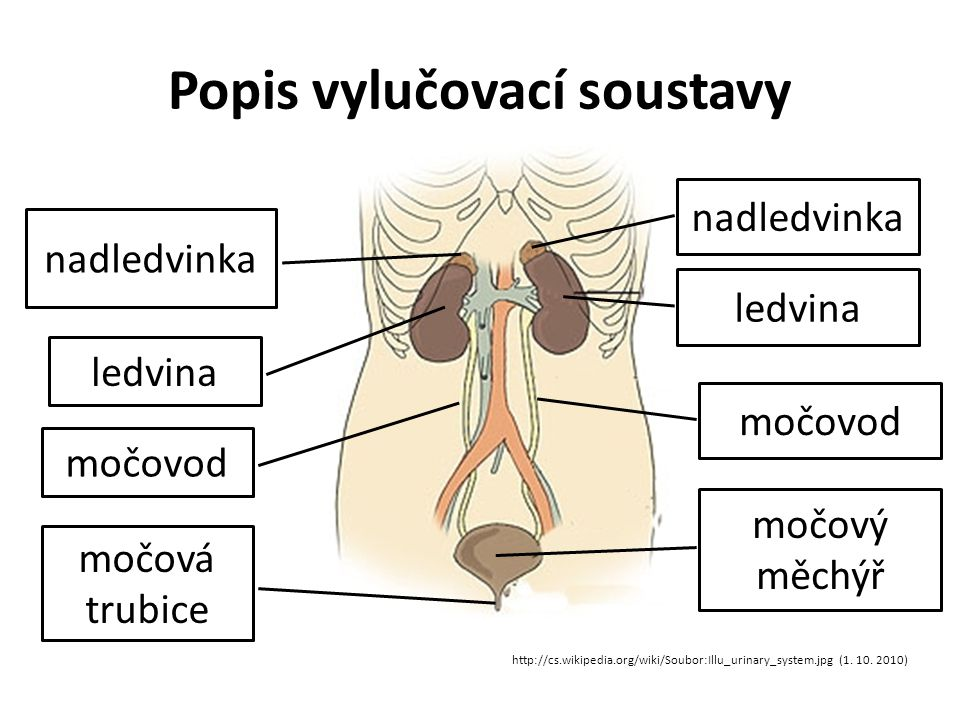 Popis vylučovací soustavy
nadledvinka
ledvina
močovod
močová
trubice
nadledvinka
ledvina
močovod
močový
měchýř
http://cs.wikipedia.org/wiki/Soubor:Illu_urinary_system.jpg (1. 10. 2010)